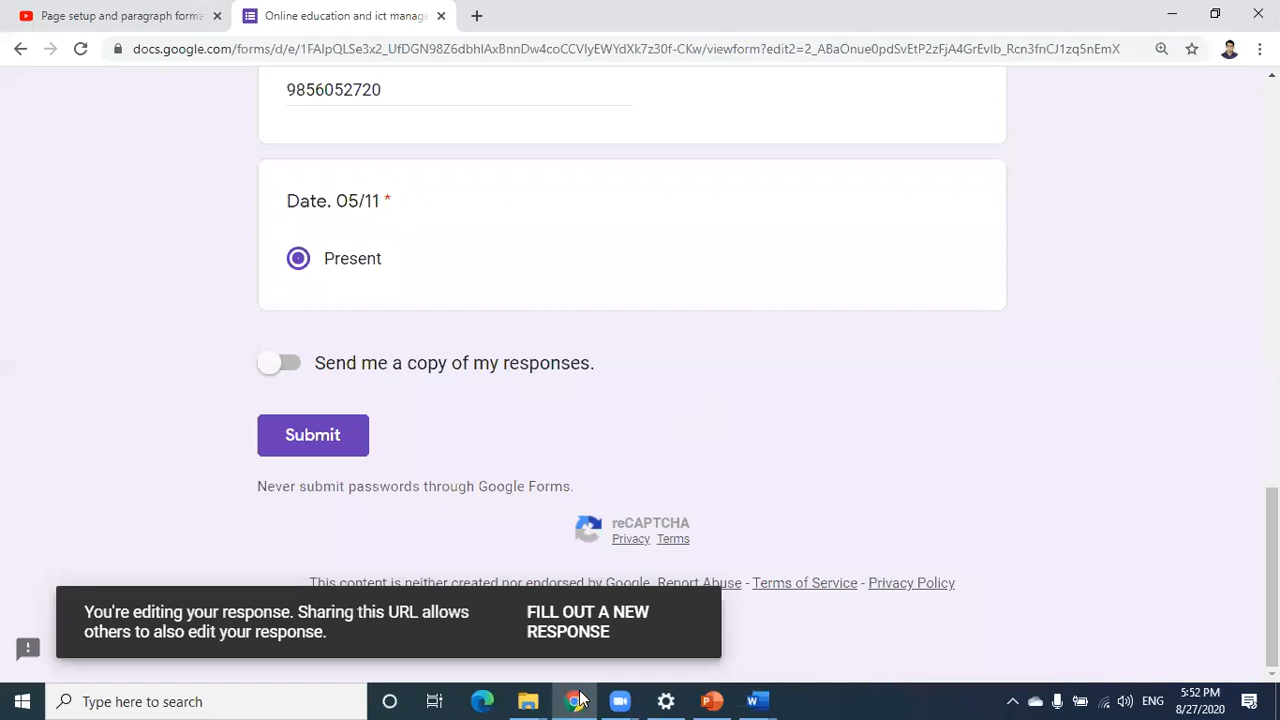 Page setup and paragraph forma
Online education and ict manage
docs.google.com/forms/d/e/1FAIpQLSe3x2_UfDGN98Z6dbhlAxBnnDw4coCCVlyEWYdXk7z30f-CKw/viewform?edit2=2_ABaOnue0pdSvEtP2zFjA4GrEvIb_Rcn3fnCJ1zq5nEmX
9856052720
Date. 05/11 *
Present
Send me a copy of my responses.
Submit
Never submit passwords through Google Forms.
reCAPTCHA
Privacy Terms
This content is neither created nor endorsed by Google. Report Abuse - Terms of Service - Privacy Policy
You're editing your response. Sharing this URL allows
others to also edit your response.
FILL OUT A NEW
RESPONSE
Type here to search
ENG
5:52 PM
8/27/2020